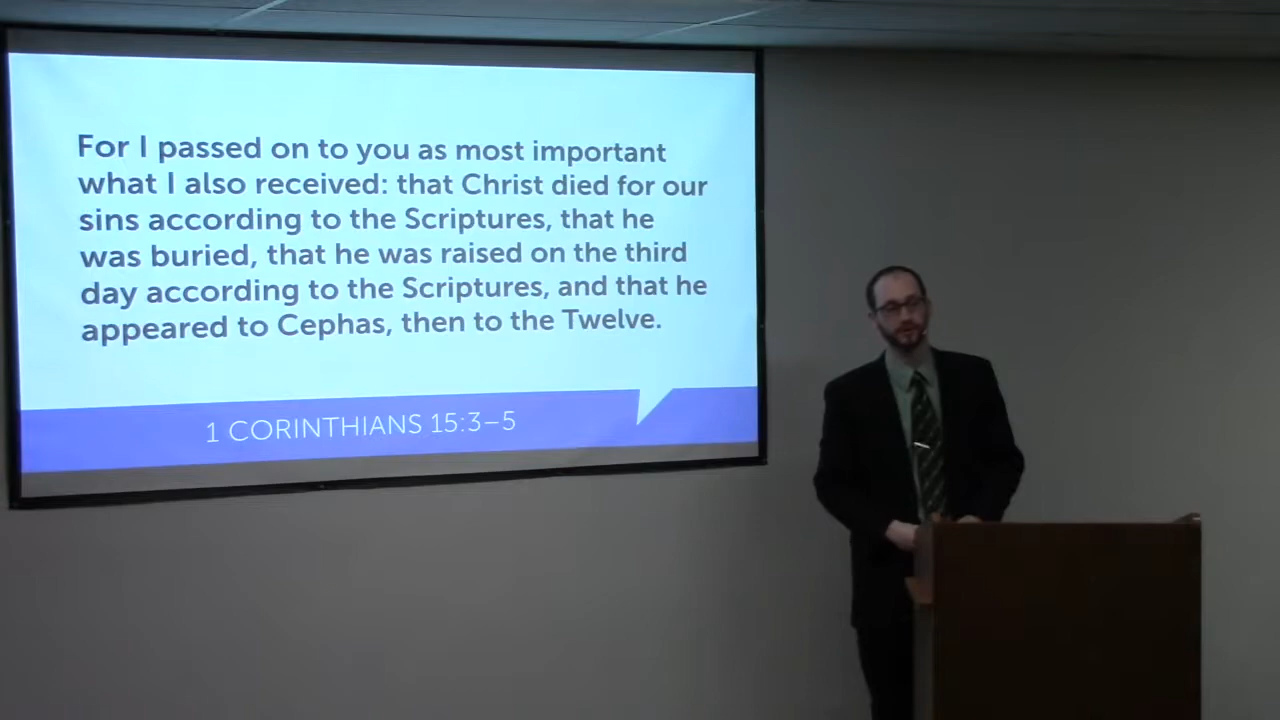 For I passed on to you as most important
what I also received: that Christ died for our
sins according to the Scriptures, that he
was buried, that he was raised on the third
day according to the Scriptures, and that he
appeared to Cephas, then to the Twelve.
1 CORINTHIANS 15:3–5